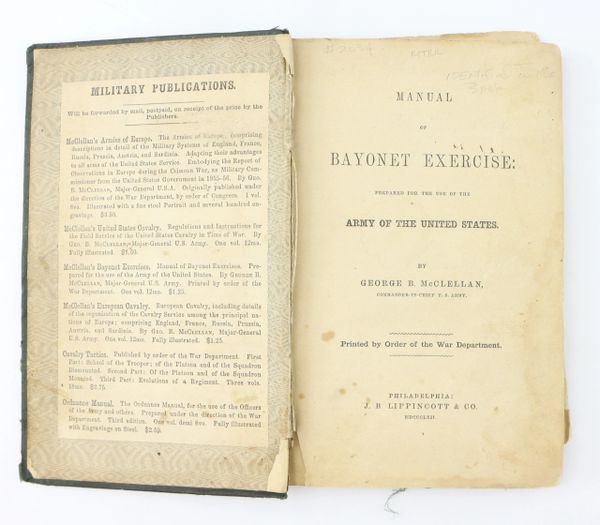 MILITARY PUBLICATIONS.
Will be forwarded by mail, postpaid, on receipt of the price by the
Publishers.
McClellan's Armies of Europe. The Armies of Europe, comprising
descriptions in detail of the Military Systems of England, France,
Russia, Prussia, Austria, and Sardinia. Adapting their advantages
to all arms of the United States Service. Embodying the Report of
Observations in Europe during the Crimean War, as Military Com-
missioner from the United States Government in 1855-56. By GEO.
B. MCCLELLAN, Major-General U.S.A. Originally published under
the direction of the War Department, by order of Congress. 1 vol.
8vo. Illustrated with a fine steel Portrait and several hundred en-
gravings. $3.50.
McClellan's United States Cavalry. Regulations and Instructions for
the Field Service of the United States Cavalry in Time of War. By
GEO. B. MCCLELLAN, Major-General U.S. Army. One vol. 12mo.
Fully illustrated. $1.50.
McClellan's Bayonet Exercises. Manual of Bayonet Exercises. Pre-
pared for the use of the Army of the United States. By GEORGE B.
MCCLELLAN, Major-General U.S. Army. Printed by order of the
War Department. One vol. 12mo. $1.25.
McClellan's European Cavalry. European Cavalry, including details
of the organization of the Cavalry Service among the principal na-
tions of Europe; comprising England, France, Russia, Prussia,
Austria, and Sardinia. By GEO. B. MCCLELLAN, Major-General
U.S. Army. One vol. 12mo. Fully illustrated. $1.25.
Cavalry Tactics. Published by order of the War Department. First
Part: School of the Trooper; of the Platoon and of the Squadron
Dismounted. Second Part: Of the Platoon and of the Squadron
Mounted. Third Part: Evolutions of a Regiment. Three vols.
18mo. $3.75.
Ordnance Manual. The Ordnance Manual, for the use of the Officers
of the Army and others. Prepared under the direction of the War
Department. Third edition. One vol. demi 8vo. Fully illustrated
with Engravings on Steel. $2.50.
MANUAL
OF
BAYONET EXERCISE:
PREPARED FOR THE USE OF THE
ARMY OF THE UNITED STATES.
BY
GEORGE B. McCLELLAN,
COMMANDER-IN-CHIEF U. S. ARMY.
Printed by Order of the War Department.
PHILADELPHIA:
J. B. LIPPINCOTT & CO.
MDCCCLXII.